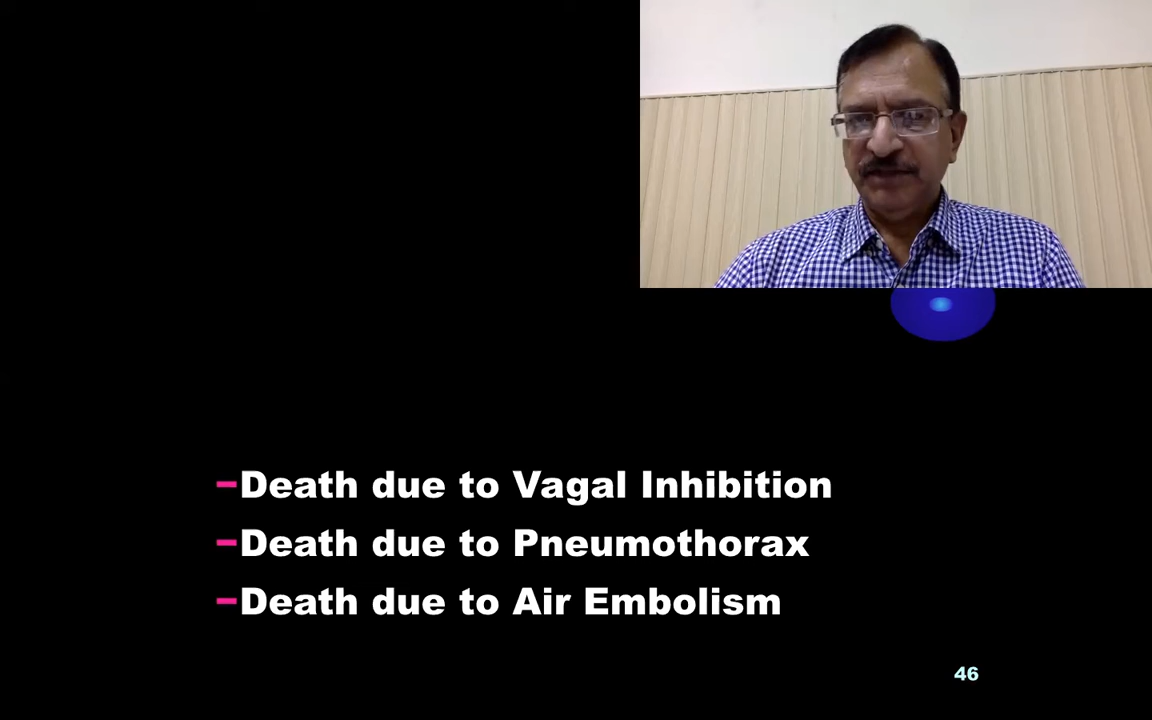 –Death due to Vagal Inhibition
–Death due to Pneumothorax
–Death due to Air Embolism
46